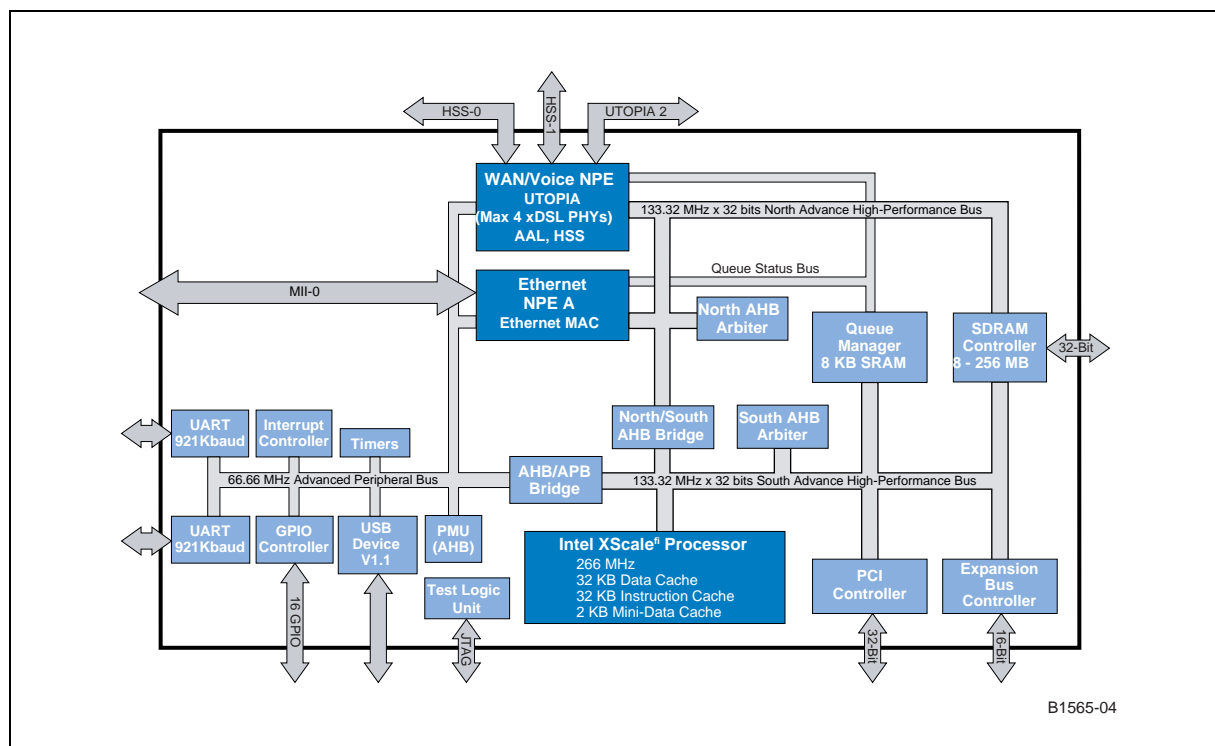 HSS-0
HSS-1
UTOPIA 2
WAN/Voice NPE
UTOPIA
(Max 4 xDSL PHYs)
AAL, HSS
133.32 MHz x 32 bits North Advance High-Performance Bus
Queue Status Bus
MII-0
Ethernet
NPE A
Ethernet MAC
North AHB
Arbiter
Queue
Manager
8 KB SRAM
SDRAM
Controller
8 - 256 MB
32-Bit
UART
921Kbaud
Interrupt
Controller
Timers
North/South
AHB Bridge
South AHB
Arbiter
66.66 MHz Advanced Peripheral Bus
AHB/APB
Bridge
133.32 MHz x 32 bits South Advance High-Performance Bus
UART
921Kbaud
GPIO
Controller
USB
Device
V1.1
PMU
(AHB)
Intel XScalefi Processor
266 MHz
32 KB Data Cache
32 KB Instruction Cache
2 KB Mini-Data Cache
PCI
Controller
Expansion
Bus
Controller
Test Logic
Unit
16 GPIO
JTAG
32-Bit
16-Bit
B1565-04